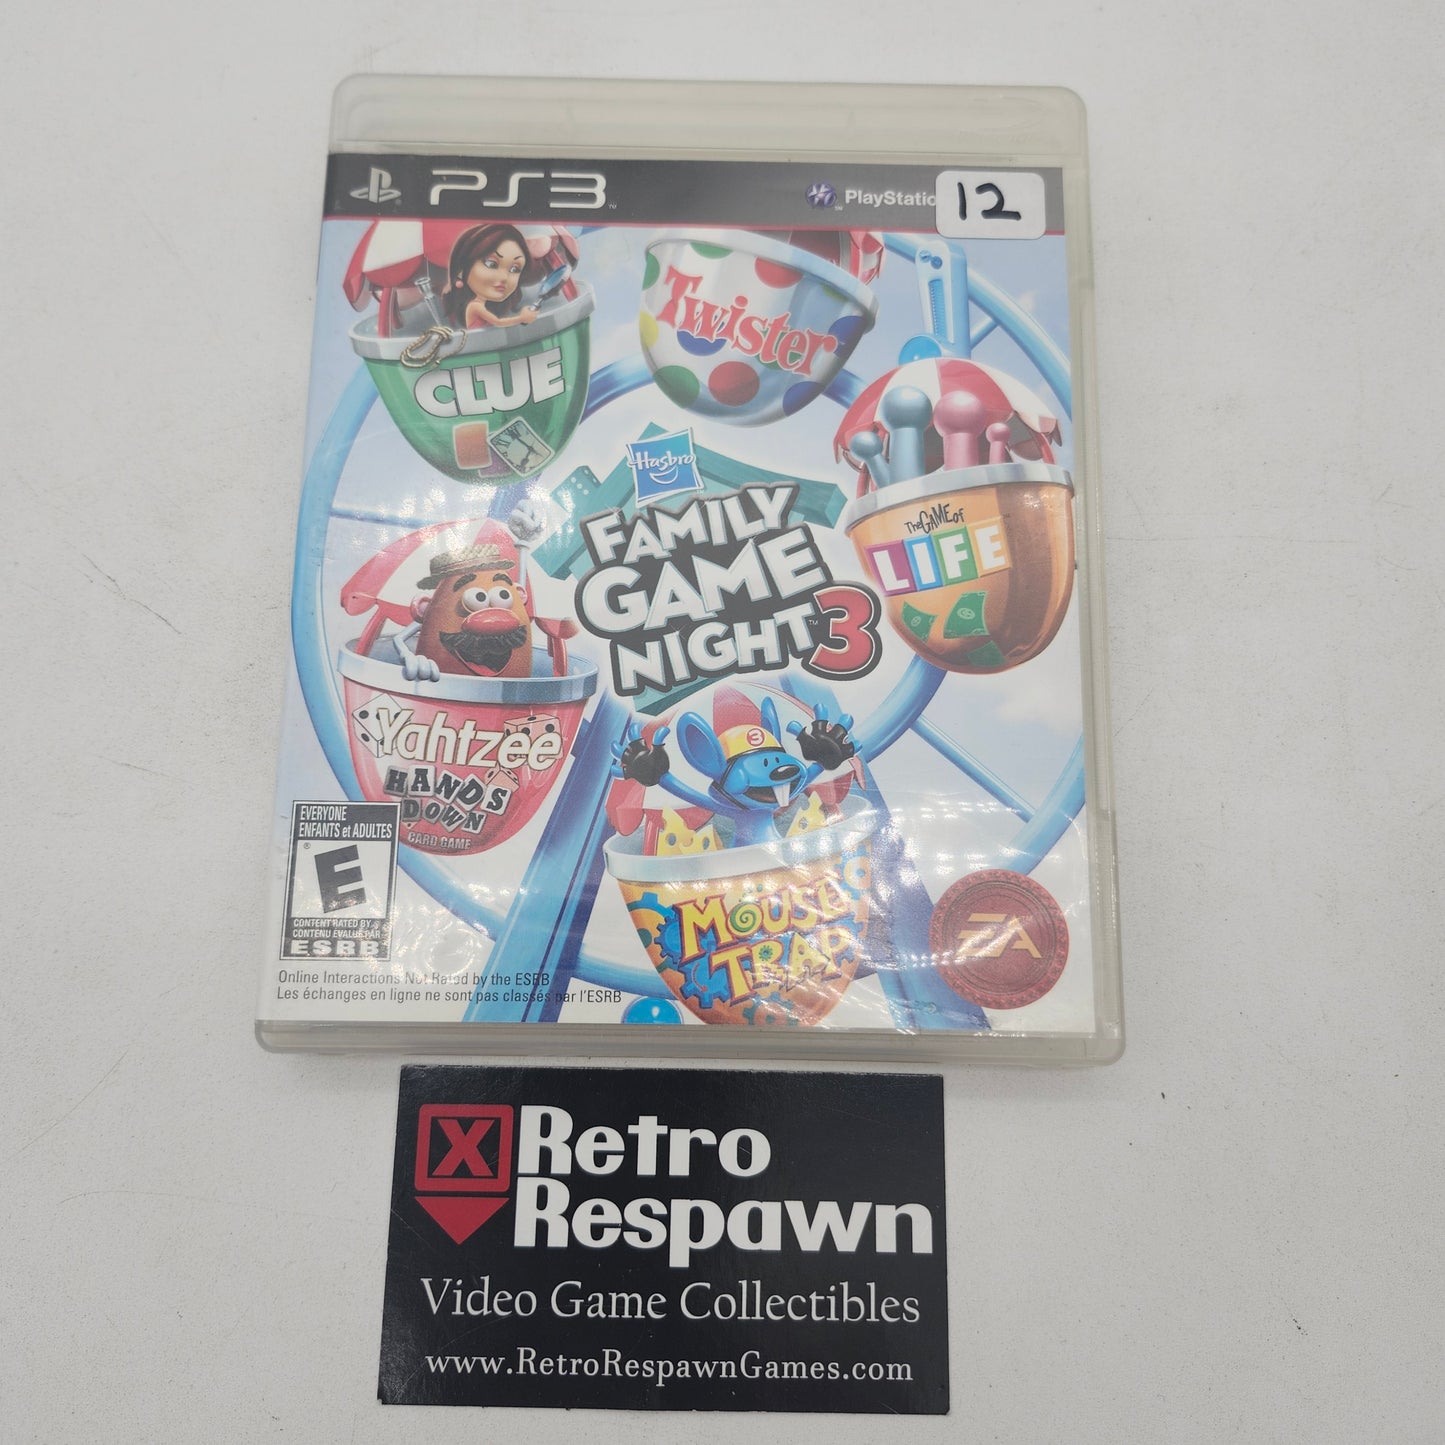 PS3
PlayStatio
12
CLUE
Twister
Hasbro
FAMILY
GAME
NIGHT 3
THE GAME of
LIFE
Yahtzee
HANDS
DOWN
CARD GAME
3
MOUSE
TRAP
EVERYONE
ENFANTS et ADULTES
E
CONTENT RATED BY
CONTENU ÉVALUÉ PAR
ESRB
EA
Online Interactions Not Rated by the ESRB
Les échanges en ligne ne sont pas classés par l'ESRB
X Retro
Respawn
Video Game Collectibles
www.RetroRespawnGames.com